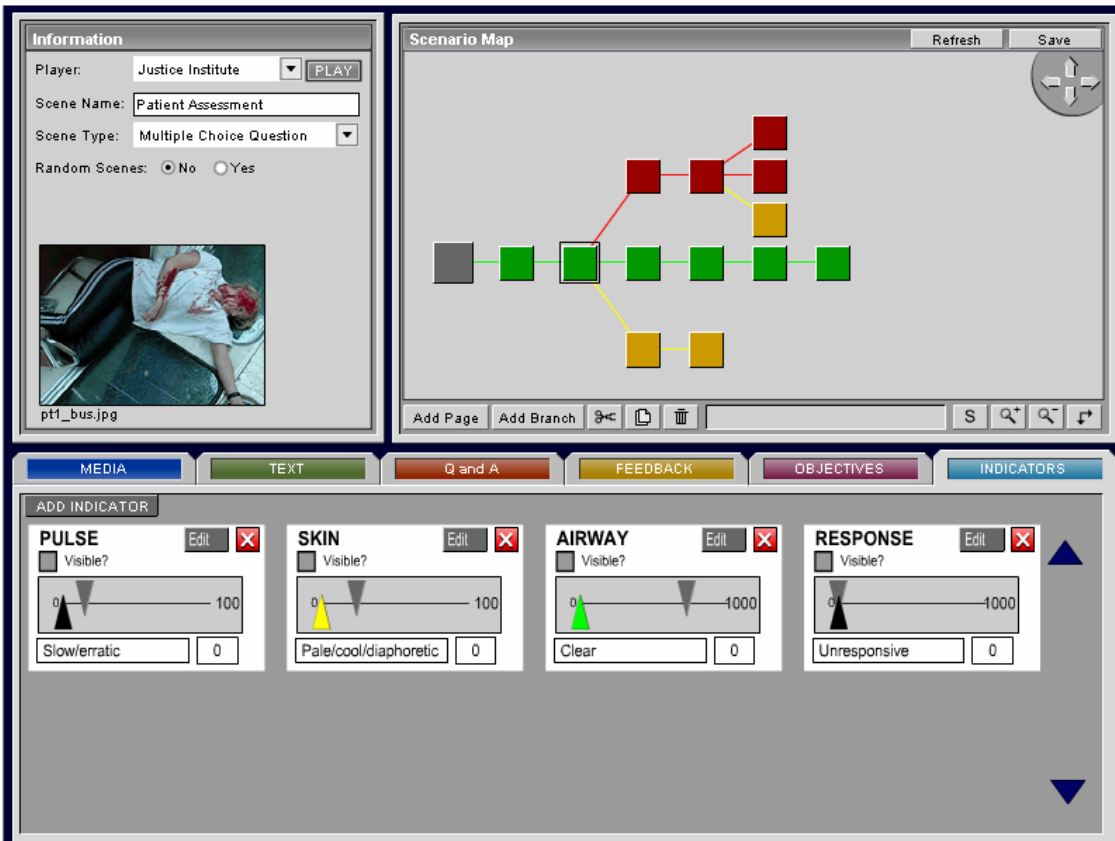 Information
Player: Justice Institute PLAY
Scene Name: Patient Assessment
Scene Type: Multiple Choice Question
Random Scenes: No Yes
pt1_bus.jpg
Scenario Map Refresh Save
Add Page Add Branch S
MEDIA TEXT Q and A FEEDBACK OBJECTIVES INDICATORS
ADD INDICATOR
PULSE Edit X
Visible?
0 100
Slow/erratic 0
SKIN Edit X
Visible?
0 100
Pale/cool/diaphoretic 0
AIRWAY Edit X
Visible?
0 1000
Clear 0
RESPONSE Edit X
Visible?
0 1000
Unresponsive 0